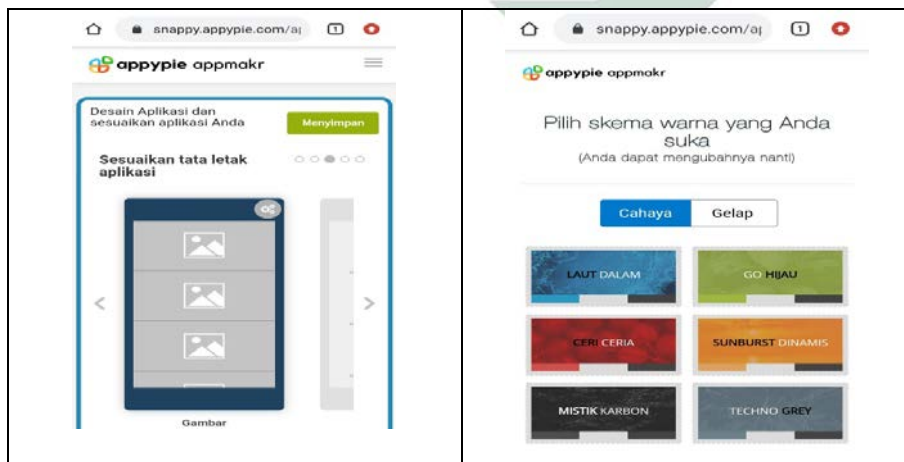 snappy.appypie.com/aj
1
appypie appmakr
Desain Aplikasi dan
sesuaikan aplikasi Anda
Menyimpan
Sesuaikan tata letak
aplikasi
Gambar
snappy.appypie.com/aj
1
appypie appmakr
Pilih skema warna yang Anda
suka
(Anda dapat mengubahnya nanti)
Cahaya
Gelap
LAUT DALAM
GO HIJAU
CERI CERIA
SUNBURST DINAMIS
MISTIK KARBON
TECHNO GREY